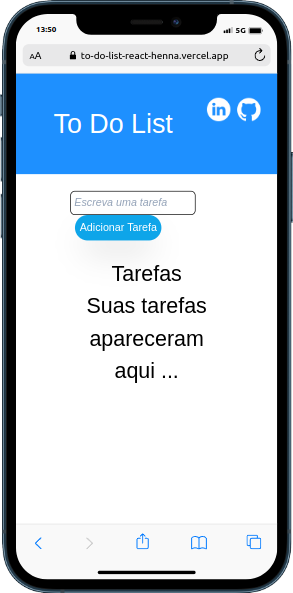 13:50
5G
AA to-do-list-react-henna.vercel.app
To Do List
in
Escreva uma tarefa
Adicionar Tarefa
Tarefas
Suas tarefas
apareceram
aqui ...